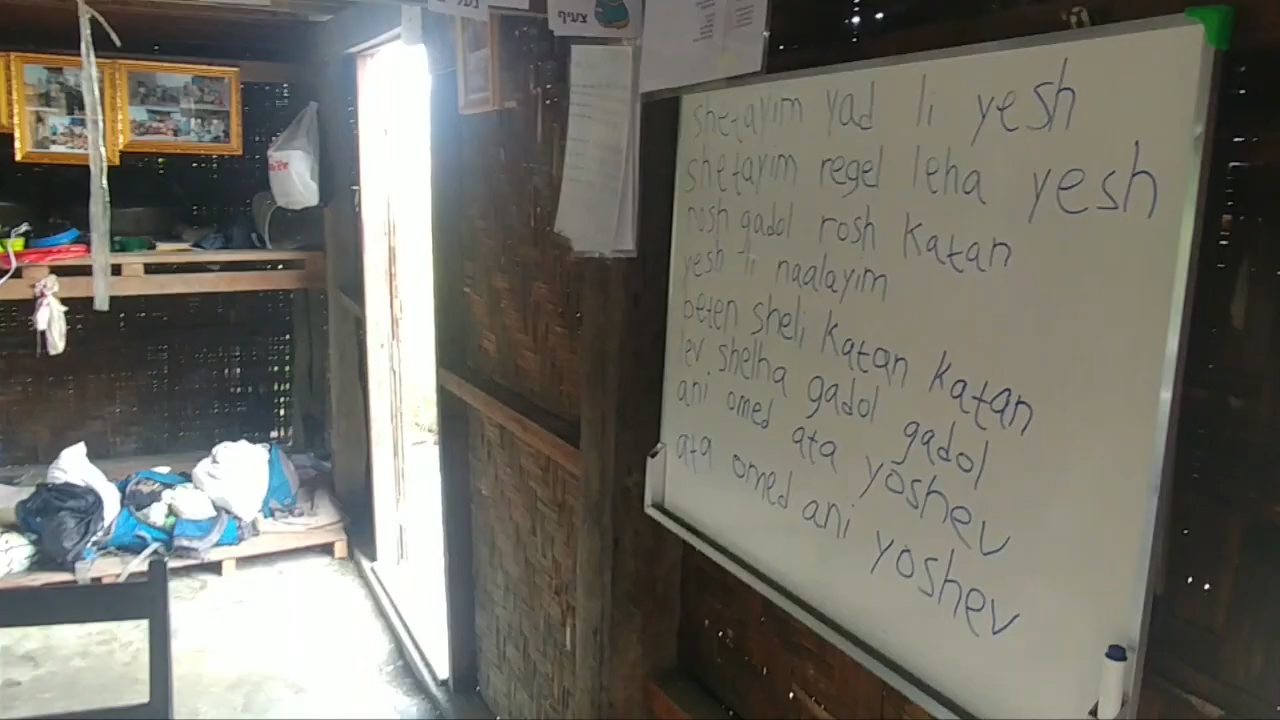 צעיף
shetayim yad li yesh
shetayim regel leha yesh
rosh gadol rosh katan
yesh li naalayim
beten sheli katan katan
lev shelha gadol gadol
ani omed ata yoshev
ata omed ani yoshev